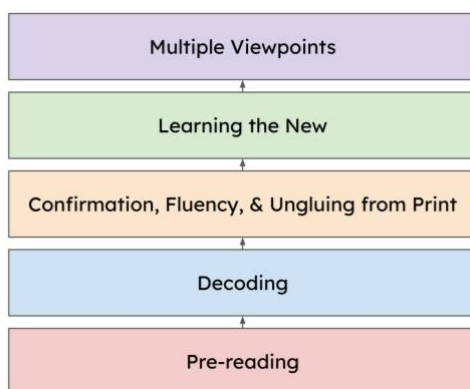 Multiple Viewpoints
Learning the New
Confirmation, Fluency, & Ungluing from Print
Decoding
Pre-reading